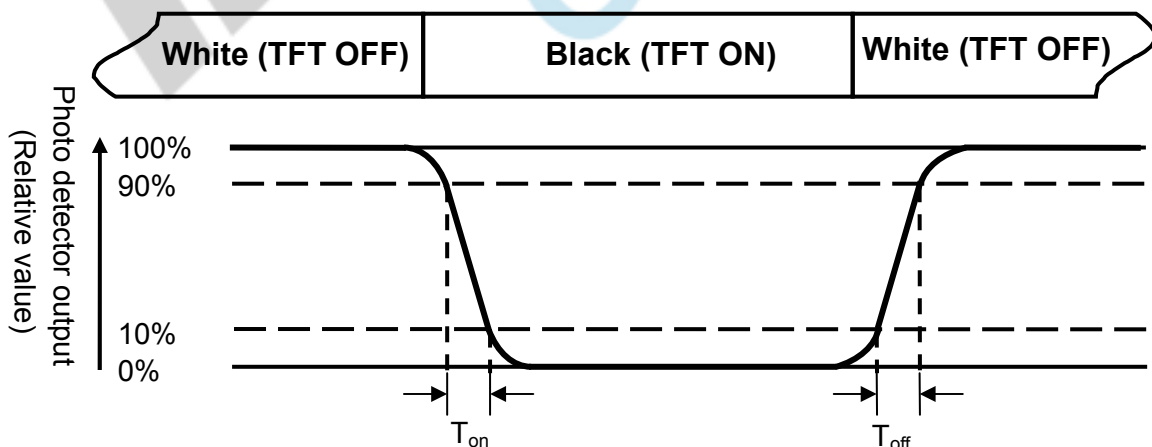 White (TFT OFF)
Black (TFT ON)
White (TFT OFF)
Photo detector output
(Relative value)
100%
90%
10%
0%
Ton
Toff